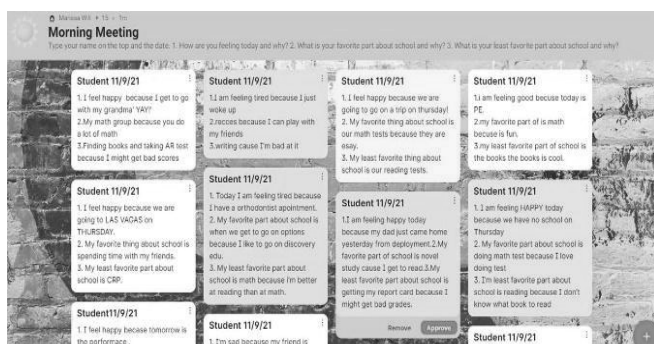 Marissa Wil + 15 • 1m
Morning Meeting
Type your name on the top and the date. 1. How are you feeling today and why? 2. What is your favorite part about school and why? 3. What is your least favorite part about school and why?
Student 11/9/21
1. I feel happy because I get to go
with my grandma' YAY?
2.My math group because you do
a lot of math
3.Finding books and taking AR test
because I might get bad scores
Student 11/9/21
1. I feel happy because we are
going to LAS VAGAS on
THURSDAY.
2. My favorite thing about school is
spending time with my friends.
3. My least favorite part about
school is CRP.
Student11/9/21
1. I feel happy becase tomorrow is
the performace .
Student 11/9/21
1.I am feeling tired because I just
woke up
2.recces because I can play with
my friends
3.writing cause I'm bad at it
Student 11/9/21
1. Today I am feeling tired because
I have a orthodontist apointment.
2. My favorite part about school is
when we get to go on options
because I like to go on discovery
edu.
3. My least favorite part about
school is math because I'm better
at reading than at math.
Student 11/9/21
1. I'm sad because my friend is
Student 11/9/21
1. I feel happy because we are
going to on a trip on thursday!
2. My favorite thing about school is
our math tests because they are
esay.
3. My least favorite thing about
school is our reading tests.
Student 11/9/21
1.I am feeling happy today
because my dad just came home
yesterday from deployment.2.My
favorite part of school is novel
study cause I get to read.3.My
least favorite part about school is
getting my report card because I
might get bad grades.
Remove Approve
Student 11/9/21
1.i am feeling good becuse today is
PE.
2.my favorite part of is math
becuse is fun.
3.my least favorite part of school is
the books the books is cool.
Student 11/9/21
1. I am feeling HAPPY today
because we have no school on
Thursday
2. My favorite part about school is
doing math test because I love
doing test
3. I'm least favorite part about
school is reading because I don't
know what book to read
Student 11/9/21